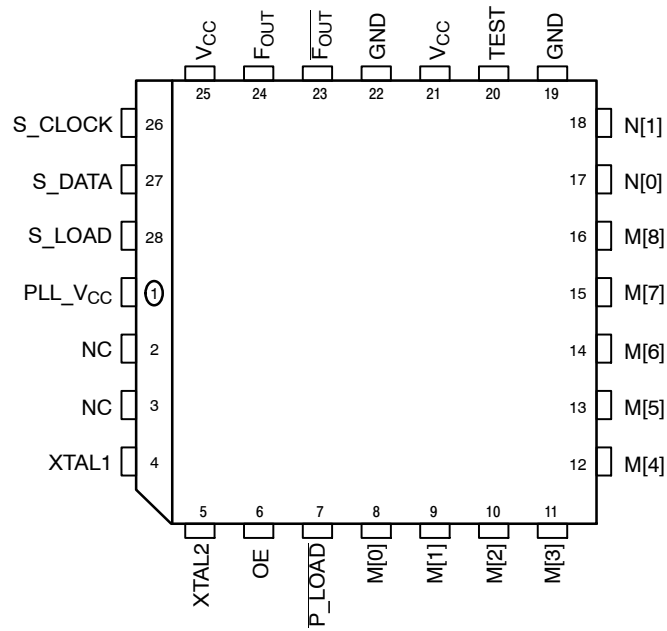 VCC
FOUT
FOUT
GND
VCC
TEST
GND
25
24
23
22
21
20
19
S_CLOCK
26
18
N[1]
S_DATA
27
17
N[0]
S_LOAD
28
16
M[8]
PLL_VCC
1
15
M[7]
NC
2
14
M[6]
NC
3
13
M[5]
XTAL1
4
12
M[4]
5
6
7
8
9
10
11
XTAL2
OE
P_LOAD
M[0]
M[1]
M[2]
M[3]